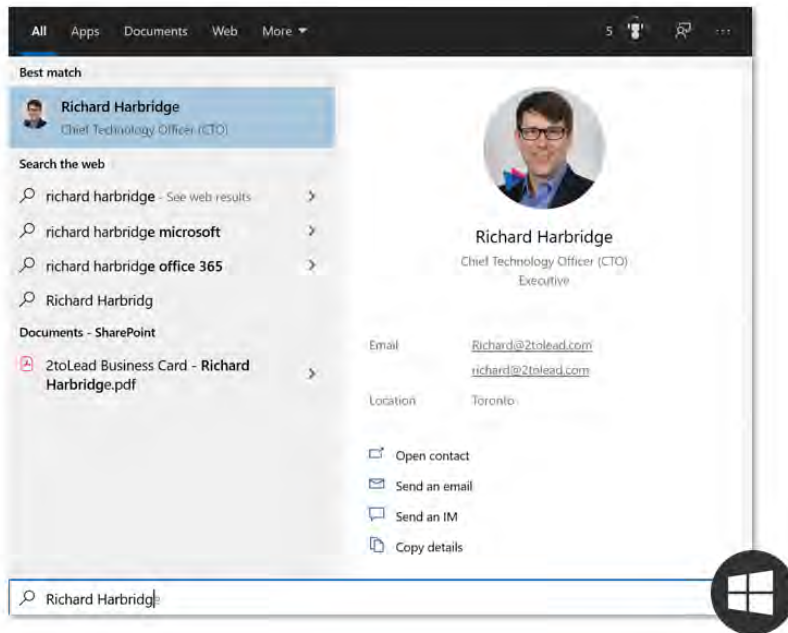 All Apps Documents Web More 5 ...
Best match
Richard Harbridge
Chief Technology Officer (CTO)
Search the web
richard harbridge - See web results
richard harbridge microsoft
richard harbridge office 365
Richard Harbridg
Documents - SharePoint
2toLead Business Card - Richard
Harbridge.pdf
Richard Harbridge
Chief Technology Officer (CTO)
Executive
Email Richard@2tolead.com
richard@2tolead.com
Location Toronto
Open contact
Send an email
Send an IM
Copy details
Richard Harbridge